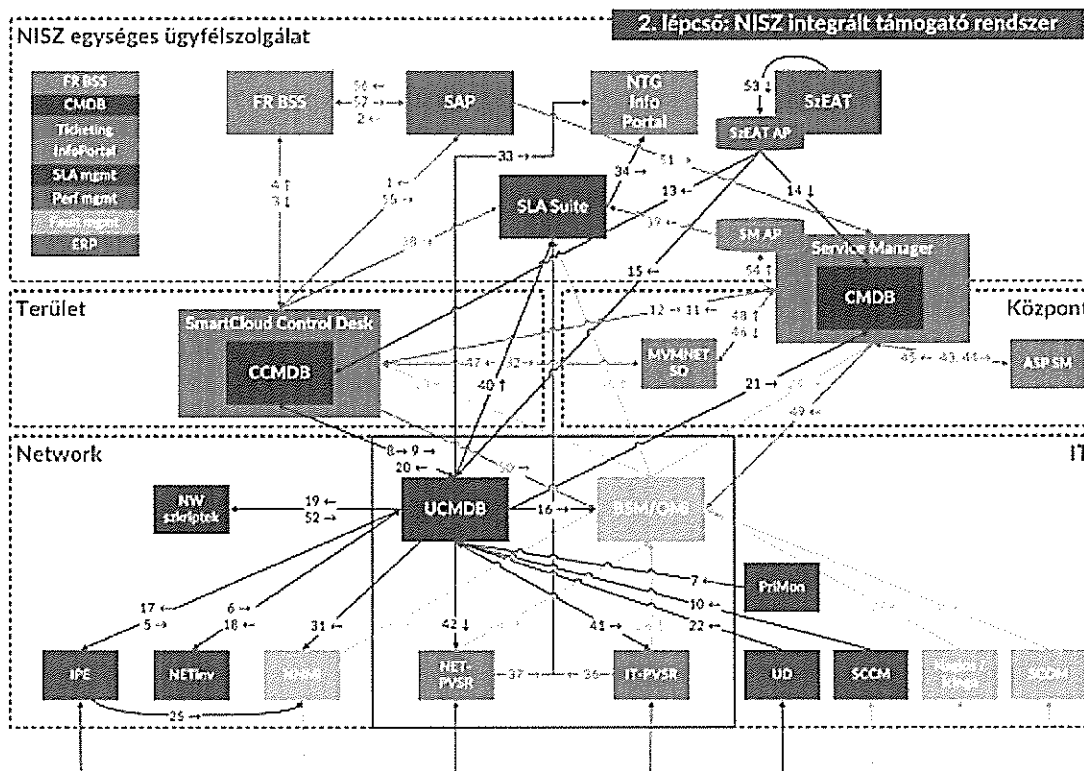 2. lépcső: NISZ integrált támogató rendszer
NISZ egységes ügyfélszolgálat
FR BSS
CMDB
Ticketing
InfoPortal
SLA mgmt
Perf mgmt
ERP
FR BSS
56 ←
57 →
2 ←
SAP
NTG
Info
Portal
53 ↓
SzEAT
SzEAT AP
33 →
34 →
51 →
4 ↑
3 ↓
1 ←
55 →
13 ←
14 ↓
SLA Suite
38 →
39 ←
SM AP
Service Manager
15 ←
54 ↑
CMDB
Terület
Központ
SmartCloud Control Desk
CCMDB
12 → 11 ←
48 ↑
46 ↓
47 ← 32 →
MVMNET
SD
45 ← 43, 44 →
ASP SM
40 ↑
21 →
49 ←
Network
IT
8 → 9 →
20 ←
50 →
NW
szkriptek
19 ←
52 →
UCMDB
16 →
BSM/OMi
7 ←
PriMon
17 ←
5 →
6 →
18 ←
31 ←
42 ↓
41 →
10 ←
22 ←
IPE
NETinv
NNMi
NET-
PVSR
37 →
36 ←
IT-PVSR
UD
SCCM
SCOM
25 →